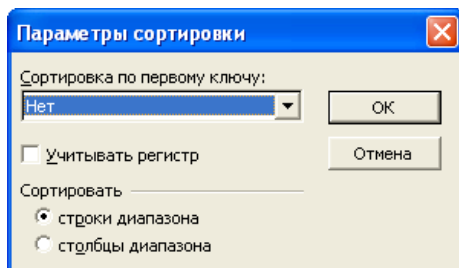 Параметры сортировки
Сортировка по первому ключу:
Нет
ОК
Учитывать регистр
Отмена
Сортировать
строки диапазона
столбцы диапазона